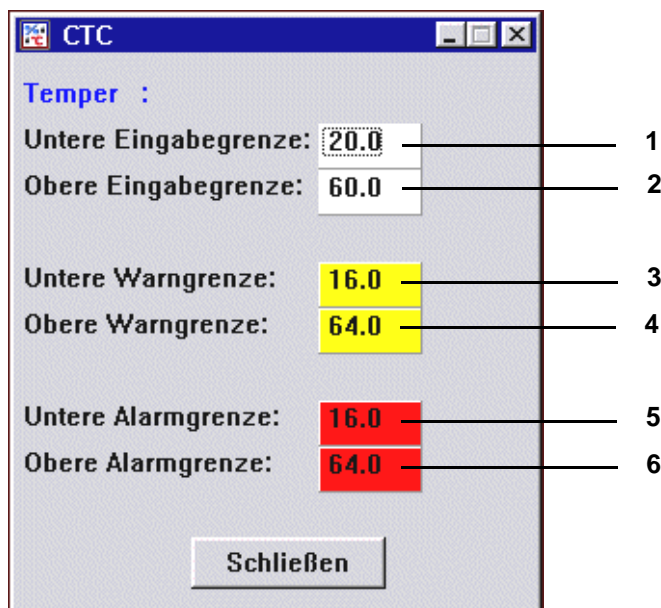 CTC
Temper :
Untere Eingabegrenze: 20.0 1
Obere Eingabegrenze: 60.0 2
Untere Warngrenze: 16.0 3
Obere Warngrenze: 64.0 4
Untere Alarmgrenze: 16.0 5
Obere Alarmgrenze: 64.0 6
Schließen